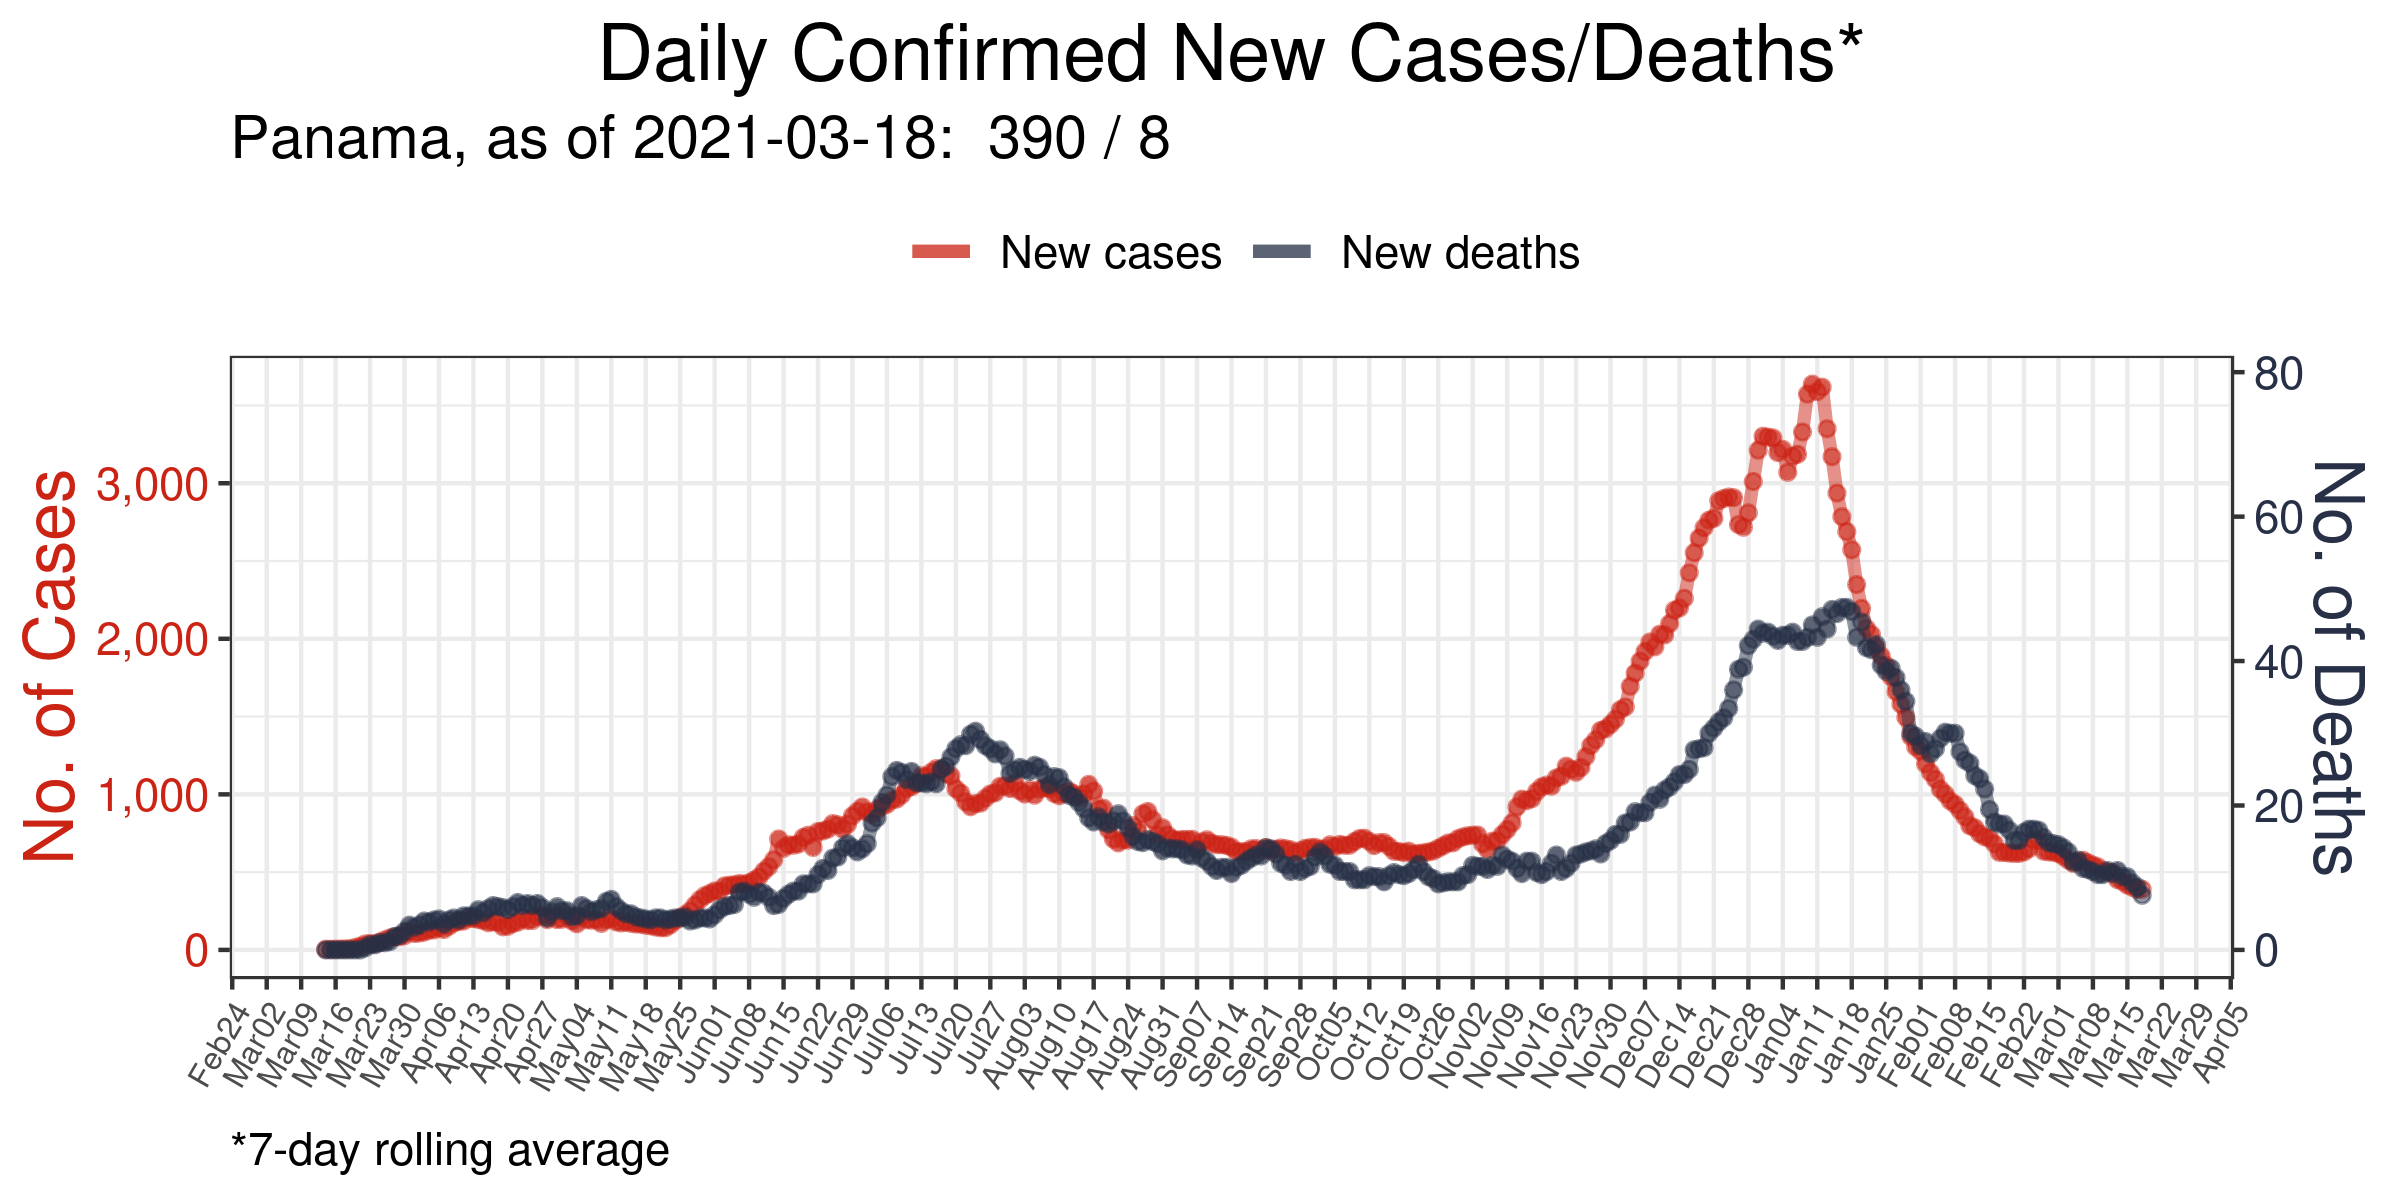 Daily Confirmed New Cases/Deaths*
Panama, as of 2021-03-18:  390 / 8
New cases
New deaths
No. of Cases
3,000
2,000
1,000
0
80
60
40
20
0
No. of Deaths
Feb24
Mar02
Mar09
Mar16
Mar23
Mar30
Apr06
Apr13
Apr20
Apr27
May04
May11
May18
May25
Jun01
Jun08
Jun15
Jun22
Jun29
Jul06
Jul13
Jul20
Jul27
Aug03
Aug10
Aug17
Aug24
Aug31
Sep07
Sep14
Sep21
Sep28
Oct05
Oct12
Oct19
Oct26
Nov02
Nov09
Nov16
Nov23
Nov30
Dec07
Dec14
Dec21
Dec28
Jan04
Jan11
Jan18
Jan25
Feb01
Feb08
Feb15
Feb22
Mar01
Mar08
Mar15
Mar22
Mar29
Apr05
*7-day rolling average